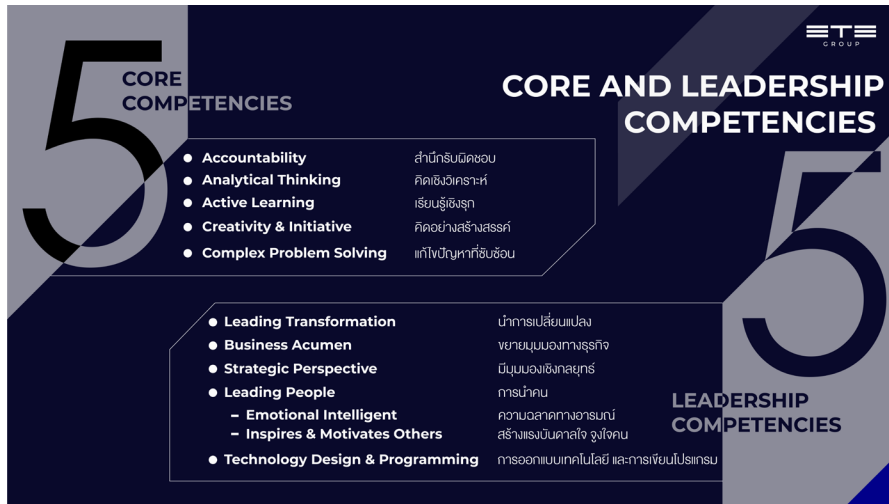 ETE
GROUP
CORE AND LEADERSHIP
COMPETENCIES
5
CORE
COMPETENCIES
Accountability สำนึกรับผิดชอบ
Analytical Thinking คิดเชิงวิเคราะห์
Active Learning เรียนรู้เชิงรุก
Creativity & Initiative คิดอย่างสร้างสรรค์
Complex Problem Solving แก้ไขปัญหาที่ซับซ้อน
5
LEADERSHIP
COMPETENCIES
Leading Transformation นำการเปลี่ยนแปลง
Business Acumen ขยายมุมมองทางธุรกิจ
Strategic Perspective มีมุมมองเชิงกลยุทธ์
Leading People การนำคน
– Emotional Intelligent ความฉลาดทางอารมณ์
– Inspires & Motivates Others สร้างแรงบันดาลใจ จูงใจคน
Technology Design & Programming การออกแบบเทคโนโลยี และการเขียนโปรแกรม